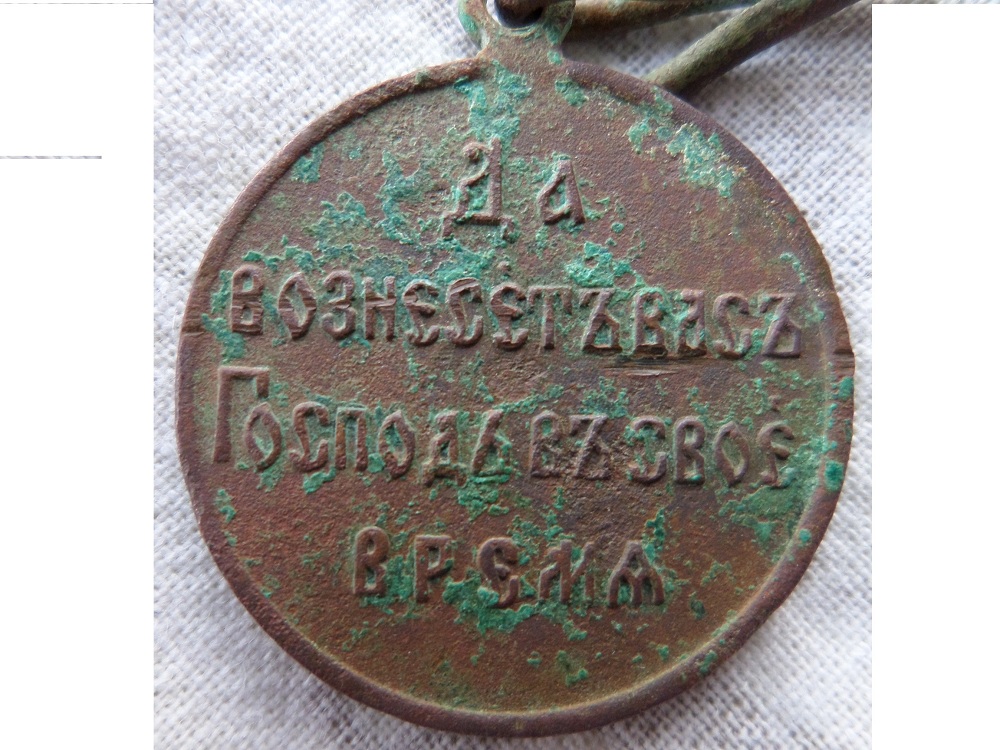 Да
вознесетъ васъ
Господь въ свое
время